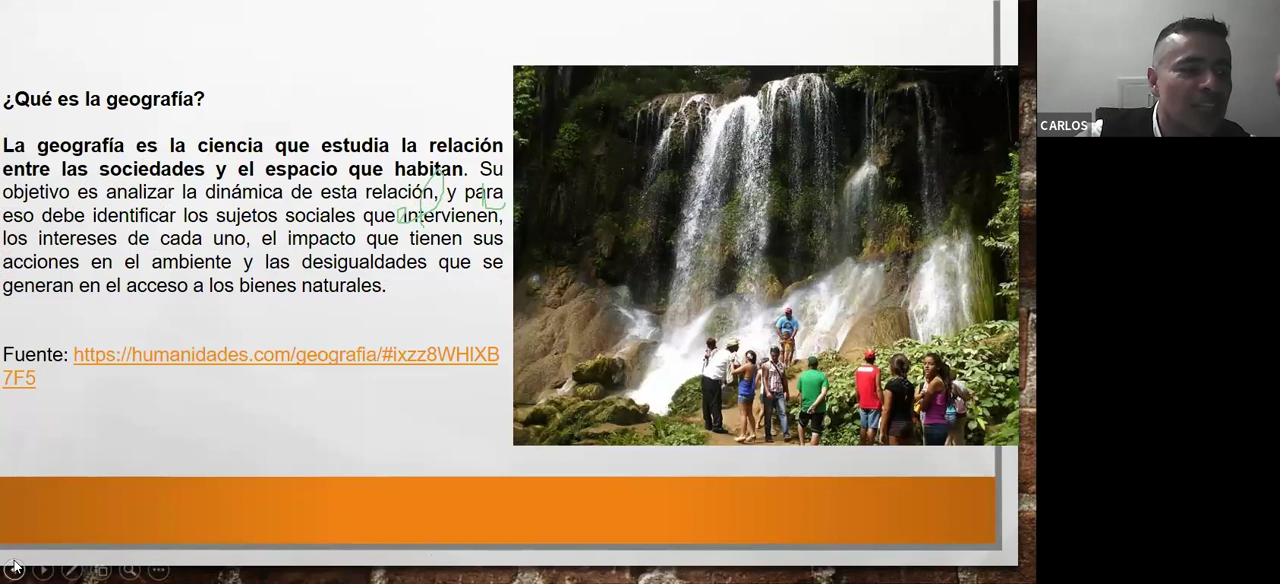 ¿Qué es la geografía?
La geografía es la ciencia que estudia la relación
entre las sociedades y el espacio que habitan. Su
objetivo es analizar la dinámica de esta relación, y para
eso debe identificar los sujetos sociales que intervienen,
los intereses de cada uno, el impacto que tienen sus
acciones en el ambiente y las desigualdades que se
generan en el acceso a los bienes naturales.
Fuente: https://humanidades.com/geografia/#ixzz8WHIXB
7F5
CARLOS